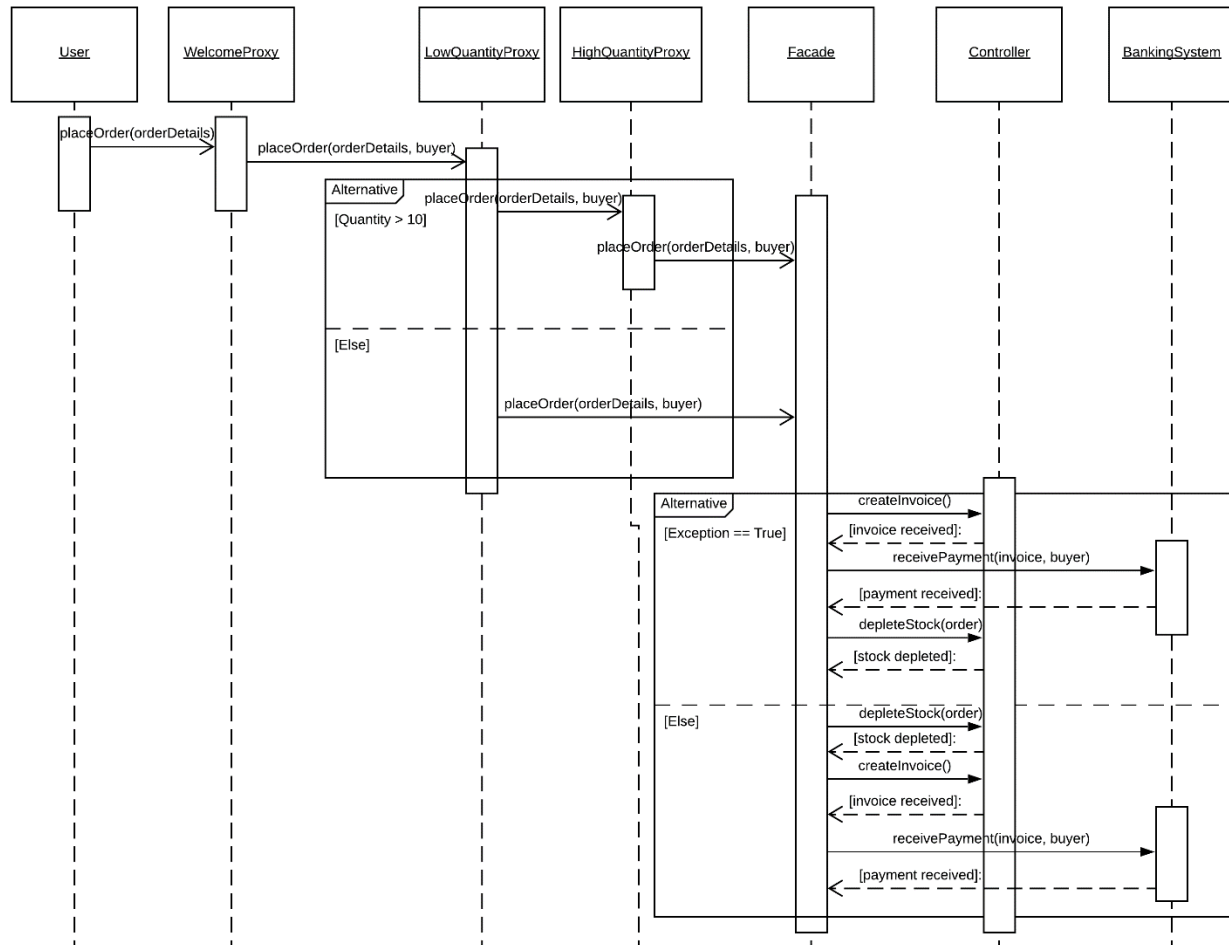 User
WelcomeProxy
LowQuantityProxy
HighQuantityProxy
Facade
Controller
BankingSystem
placeOrder(orderDetails)
placeOrder(orderDetails, buyer)
Alternative
placeOrder(orderDetails, buyer)
[Quantity > 10]
placeOrder(orderDetails, buyer)
[Else]
placeOrder(orderDetails, buyer)
Alternative
createInvoice()
[Exception == True]
[invoice received]:
receivePayment(invoice, buyer)
[payment received]:
depleteStock(order)
[stock depleted]:
[Else]
depleteStock(order)
[stock depleted]:
createInvoice()
[invoice received]:
receivePayment(invoice, buyer)
[payment received]: